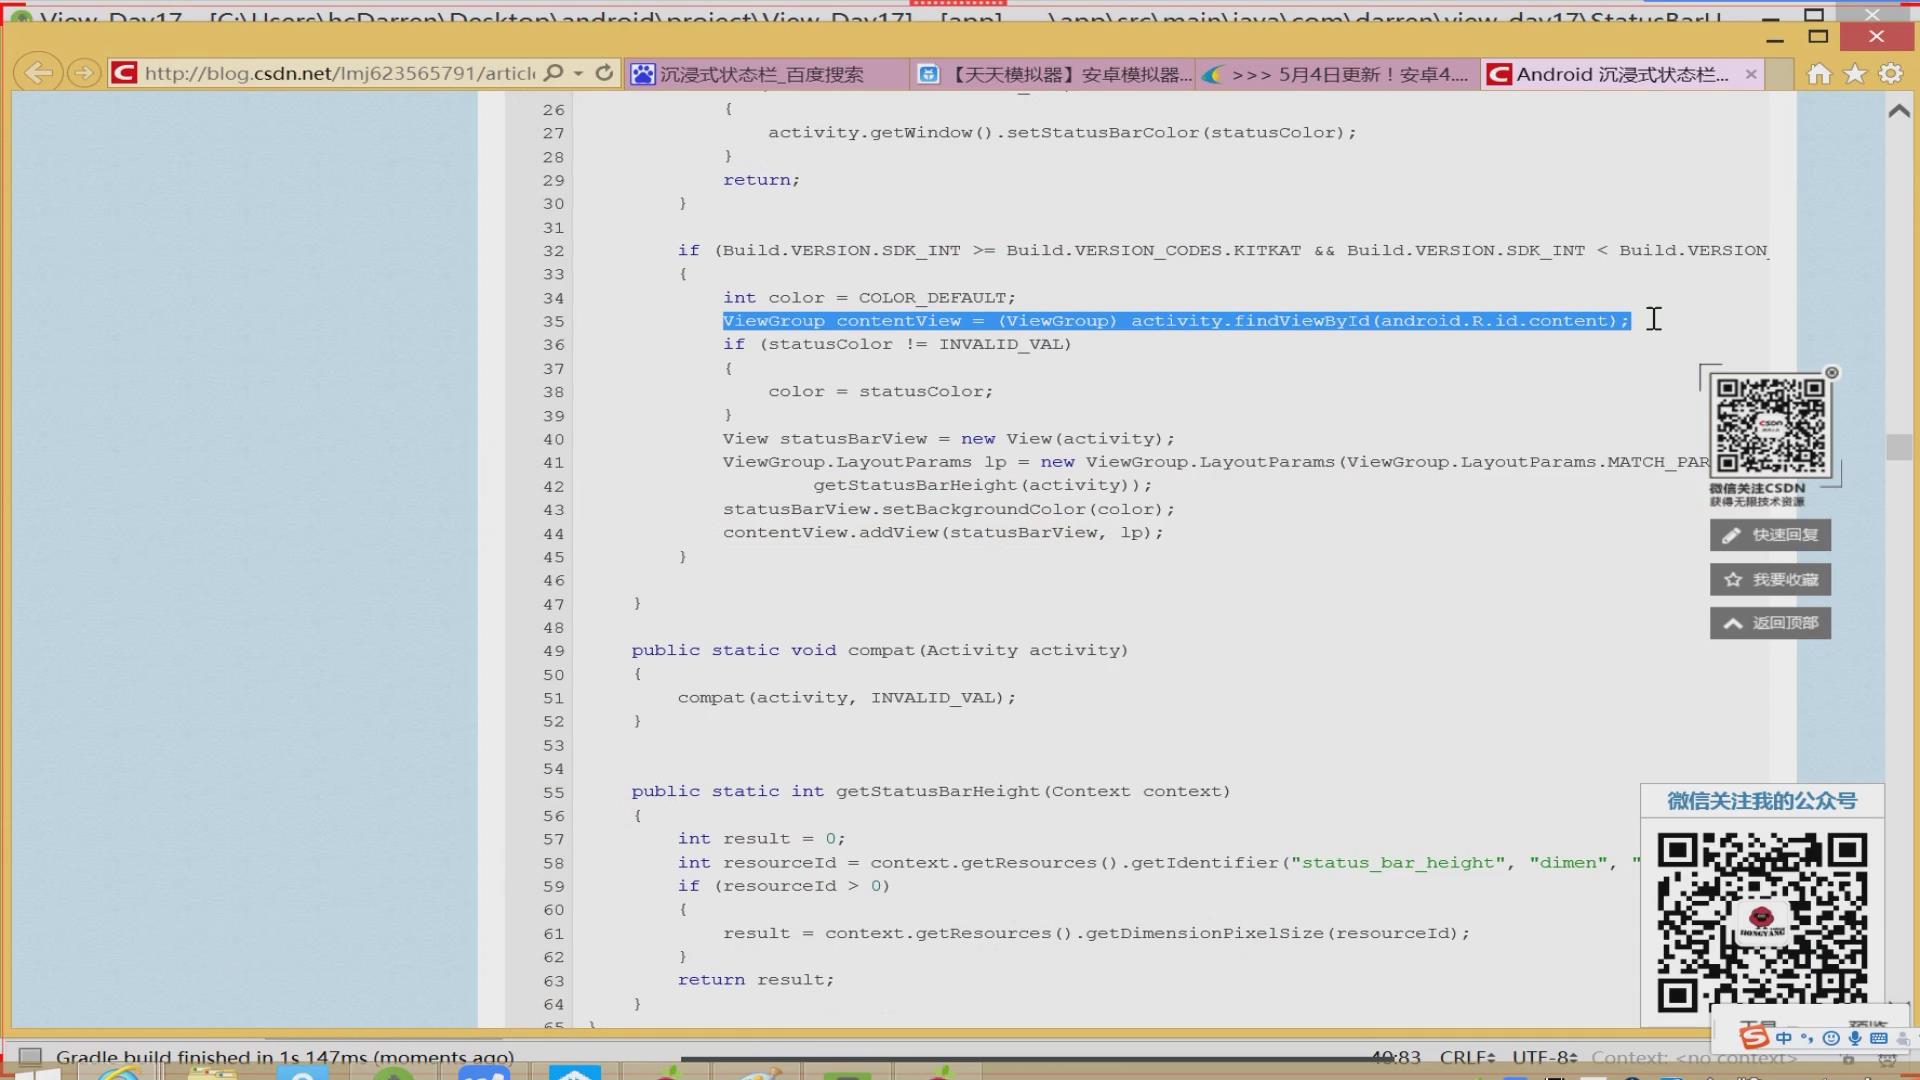 View_Day17 - [C:\Users\hcDarren\Desktop\android\project\View_Day17] - [app] - ...\app\src\main\java\com\darren\view_day17\StatusBarU
http://blog.csdn.net/lmj623565791/articl
沉浸式状态栏_百度搜索
【天天模拟器】安卓模拟器...
>>> 5月4日更新！安卓4....
Android 沉浸式状态栏...
26 {
27 activity.getWindow().setStatusBarColor(statusColor);
28 }
29 return;
30 }
31
32 if (Build.VERSION.SDK_INT >= Build.VERSION_CODES.KITKAT && Build.VERSION.SDK_INT < Build.VERSION_
33 {
34 int color = COLOR_DEFAULT;
35 ViewGroup contentView = (ViewGroup) activity.findViewById(android.R.id.content);
36 if (statusColor != INVALID_VAL)
37 {
38 color = statusColor;
39 }
40 View statusBarView = new View(activity);
41 ViewGroup.LayoutParams lp = new ViewGroup.LayoutParams(ViewGroup.LayoutParams.MATCH_PAR
42 getStatusBarHeight(activity));
43 statusBarView.setBackgroundColor(color);
44 contentView.addView(statusBarView, lp);
45 }
46
47 }
48
49 public static void compat(Activity activity)
50 {
51 compat(activity, INVALID_VAL);
52 }
53
54
55 public static int getStatusBarHeight(Context context)
56 {
57 int result = 0;
58 int resourceId = context.getResources().getIdentifier("status_bar_height", "dimen", "
59 if (resourceId > 0)
60 {
61 result = context.getResources().getDimensionPixelSize(resourceId);
62 }
63 return result;
64 }
65 }
CSDN
微信关注CSDN
获得无限技术资源
快速回复
我要收藏
返回顶部
微信关注我的公众号
HONGYANG
中
Gradle build finished in 1s 147ms (moments ago)
40:83 CRLF UTF-8 Context: <no context>